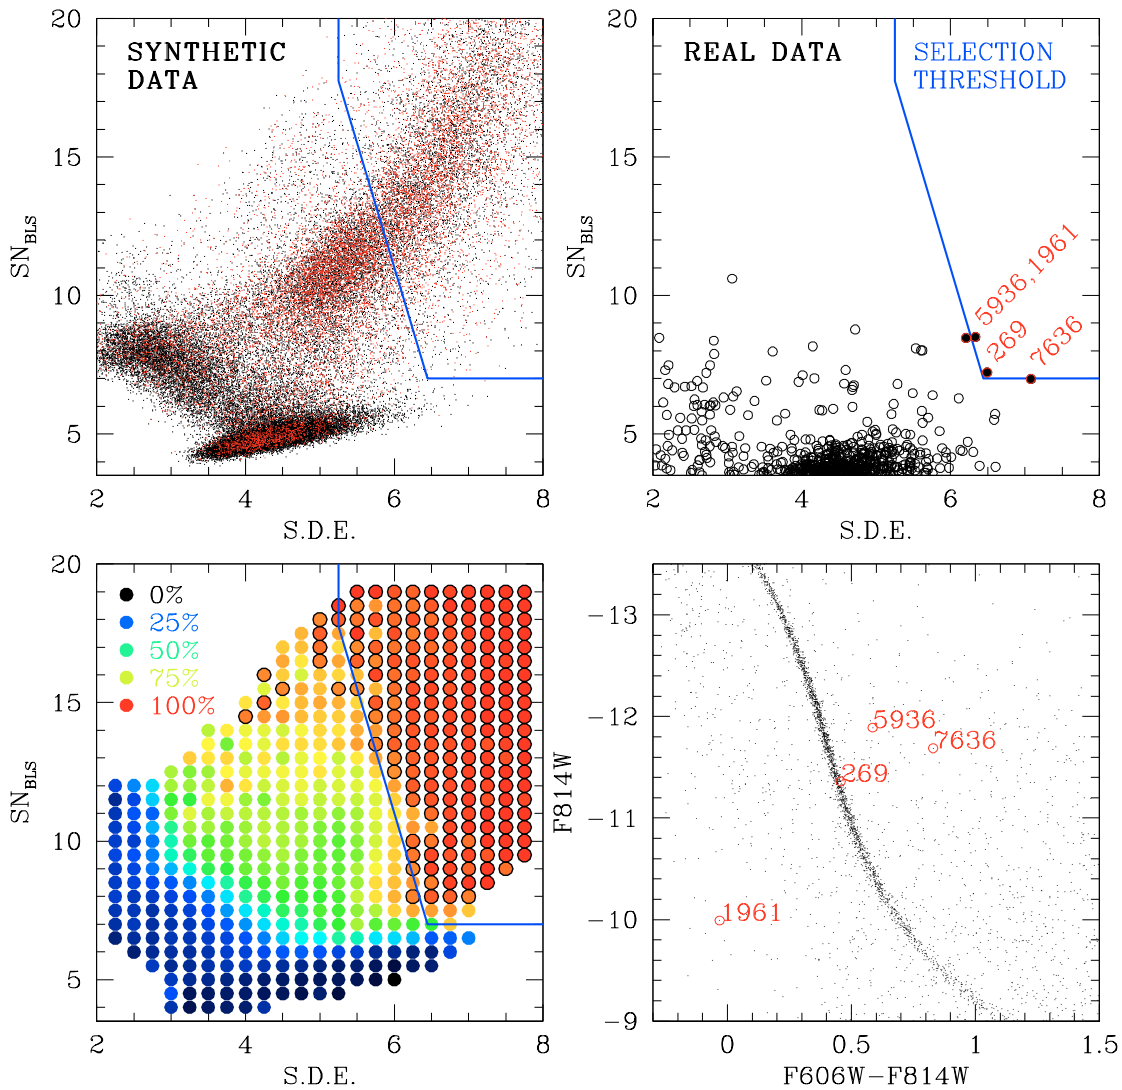 SYNTHETIC
DATA
20
15
10
5
SN_BLS
2 4 6 8
S.D.E.
REAL DATA
SELECTION
THRESHOLD
20
15
10
5
SN_BLS
5936,1961
269
7636
2 4 6 8
S.D.E.
0%
25%
50%
75%
100%
20
15
10
5
SN_BLS
2 4 6 8
S.D.E.
-13
-12
-11
-10
-9
F814W
5936
7636
269
1961
0 0.5 1 1.5
F606W-F814W